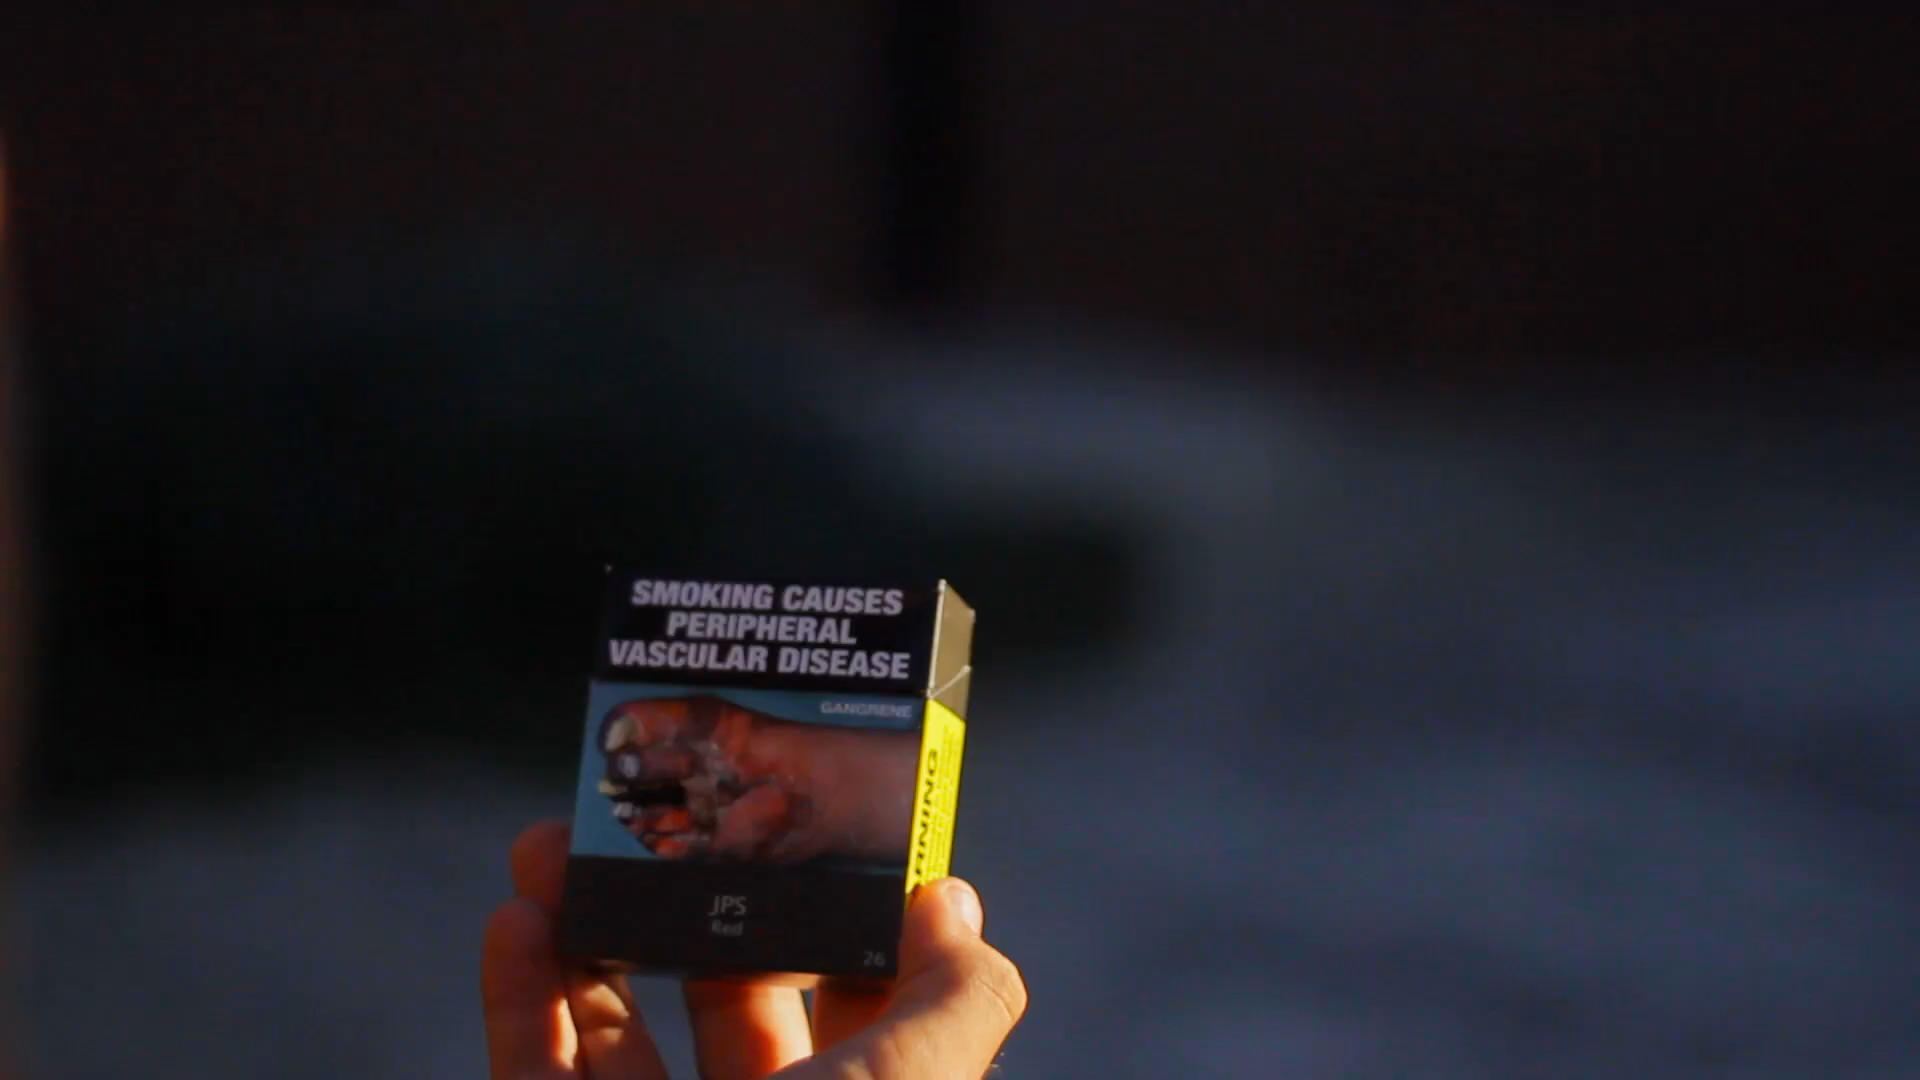 SMOKING CAUSES
PERIPHERAL
VASCULAR DISEASE
GANGRENE
JPS
Red
26